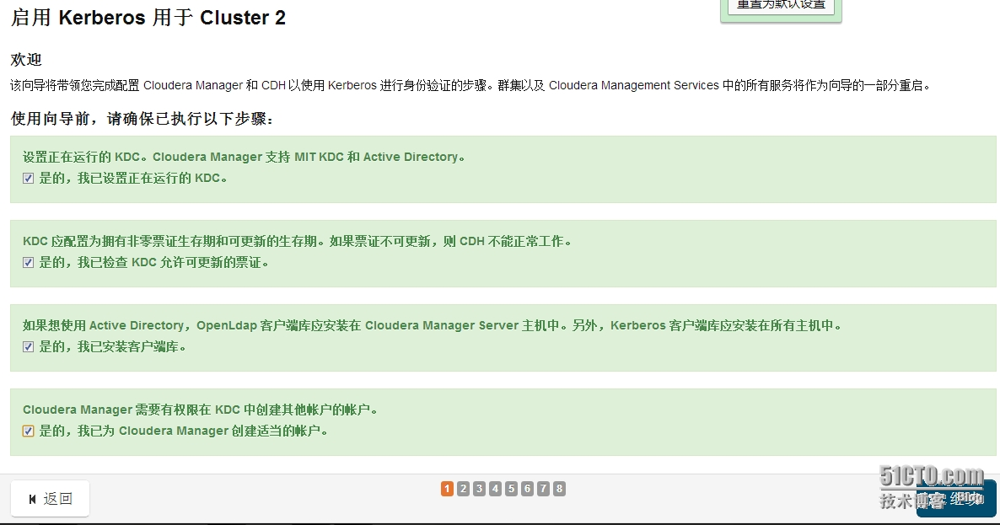 启用 Kerberos 用于 Cluster 2
重置为默认设置
欢迎
该向导将带领您完成配置 Cloudera Manager 和 CDH 以使用 Kerberos 进行身份验证的步骤。群集以及 Cloudera Management Services 中的所有服务将作为向导的一部分重启。
使用向导前，请确保已执行以下步骤：
设置正在运行的 KDC。Cloudera Manager 支持 MIT KDC 和 Active Directory。
是的，我已设置正在运行的 KDC。
KDC 应配置为拥有非零票证生存期和可更新的生存期。如果票证不可更新，则 CDH 不能正常工作。
是的，我已检查 KDC 允许可更新的票证。
如果想使用 Active Directory，OpenLdap 客户端库应安装在 Cloudera Manager Server 主机中。另外，Kerberos 客户端库应安装在所有主机中。
是的，我已安装客户端库。
Cloudera Manager 需要有权限在 KDC 中创建其他帐户的帐户。
是的，我已为 Cloudera Manager 创建适当的帐户。
返回
1 2 3 4 5 6 7 8
继续
51CTO.com
技术博客 Blog